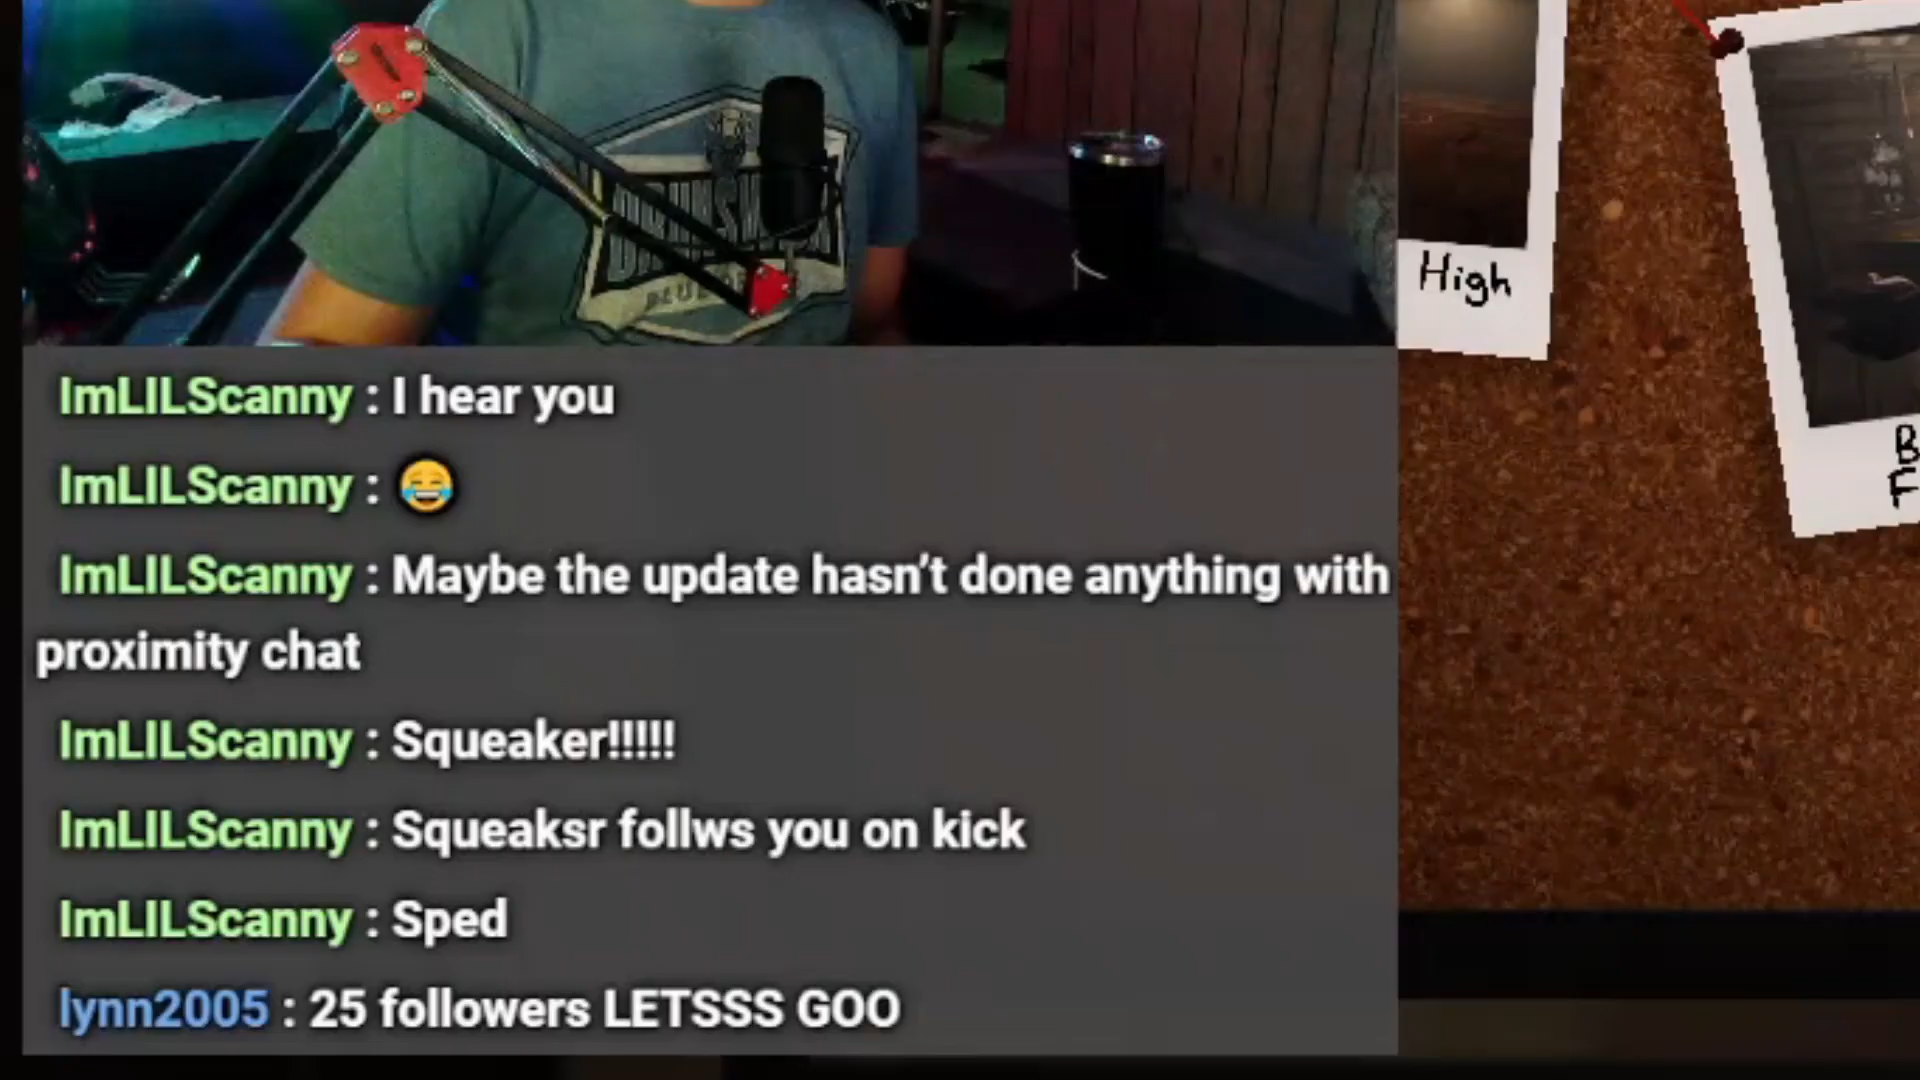 High
B
F
ImLILScanny : I hear you
ImLILScanny : 😂
ImLILScanny : Maybe the update hasn't done anything with
proximity chat
ImLILScanny : Squeaker!!!!!
ImLILScanny : Squeaksr follws you on kick
ImLILScanny : Sped
lynn2005 : 25 followers LETSSS GOO